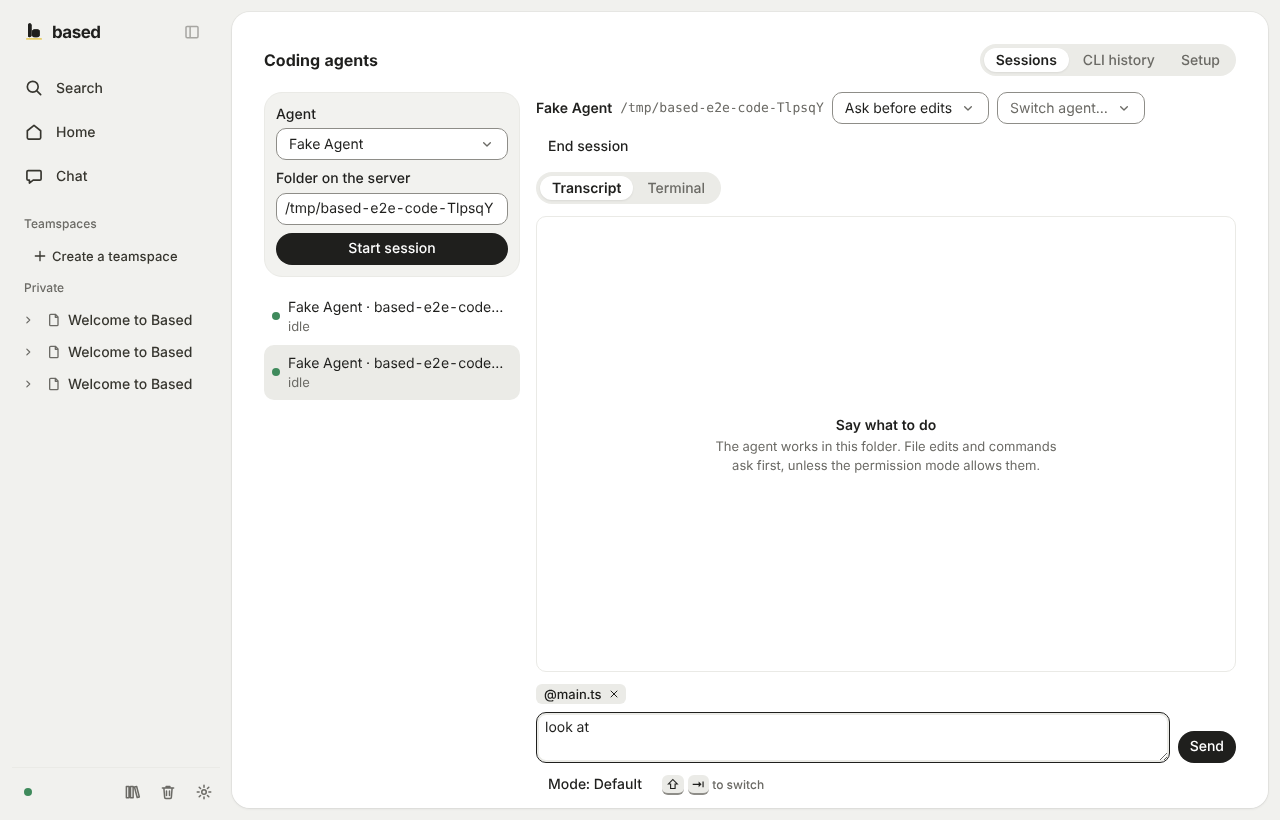 based
Search
Home
Chat
Teamspaces
Create a teamspace
Private
Welcome to Based
Welcome to Based
Welcome to Based
Coding agents
Sessions CLI history Setup
Agent
Fake Agent
Folder on the server
/tmp/based-e2e-code-TlpsqY
Start session
Fake Agent · based-e2e-code...
idle
Fake Agent · based-e2e-code...
idle
Fake Agent /tmp/based-e2e-code-TlpsqY Ask before edits Switch agent...
End session
Transcript Terminal
Say what to do
The agent works in this folder. File edits and commands
ask first, unless the permission mode allows them.
@main.ts
look at
Send
Mode: Default to switch